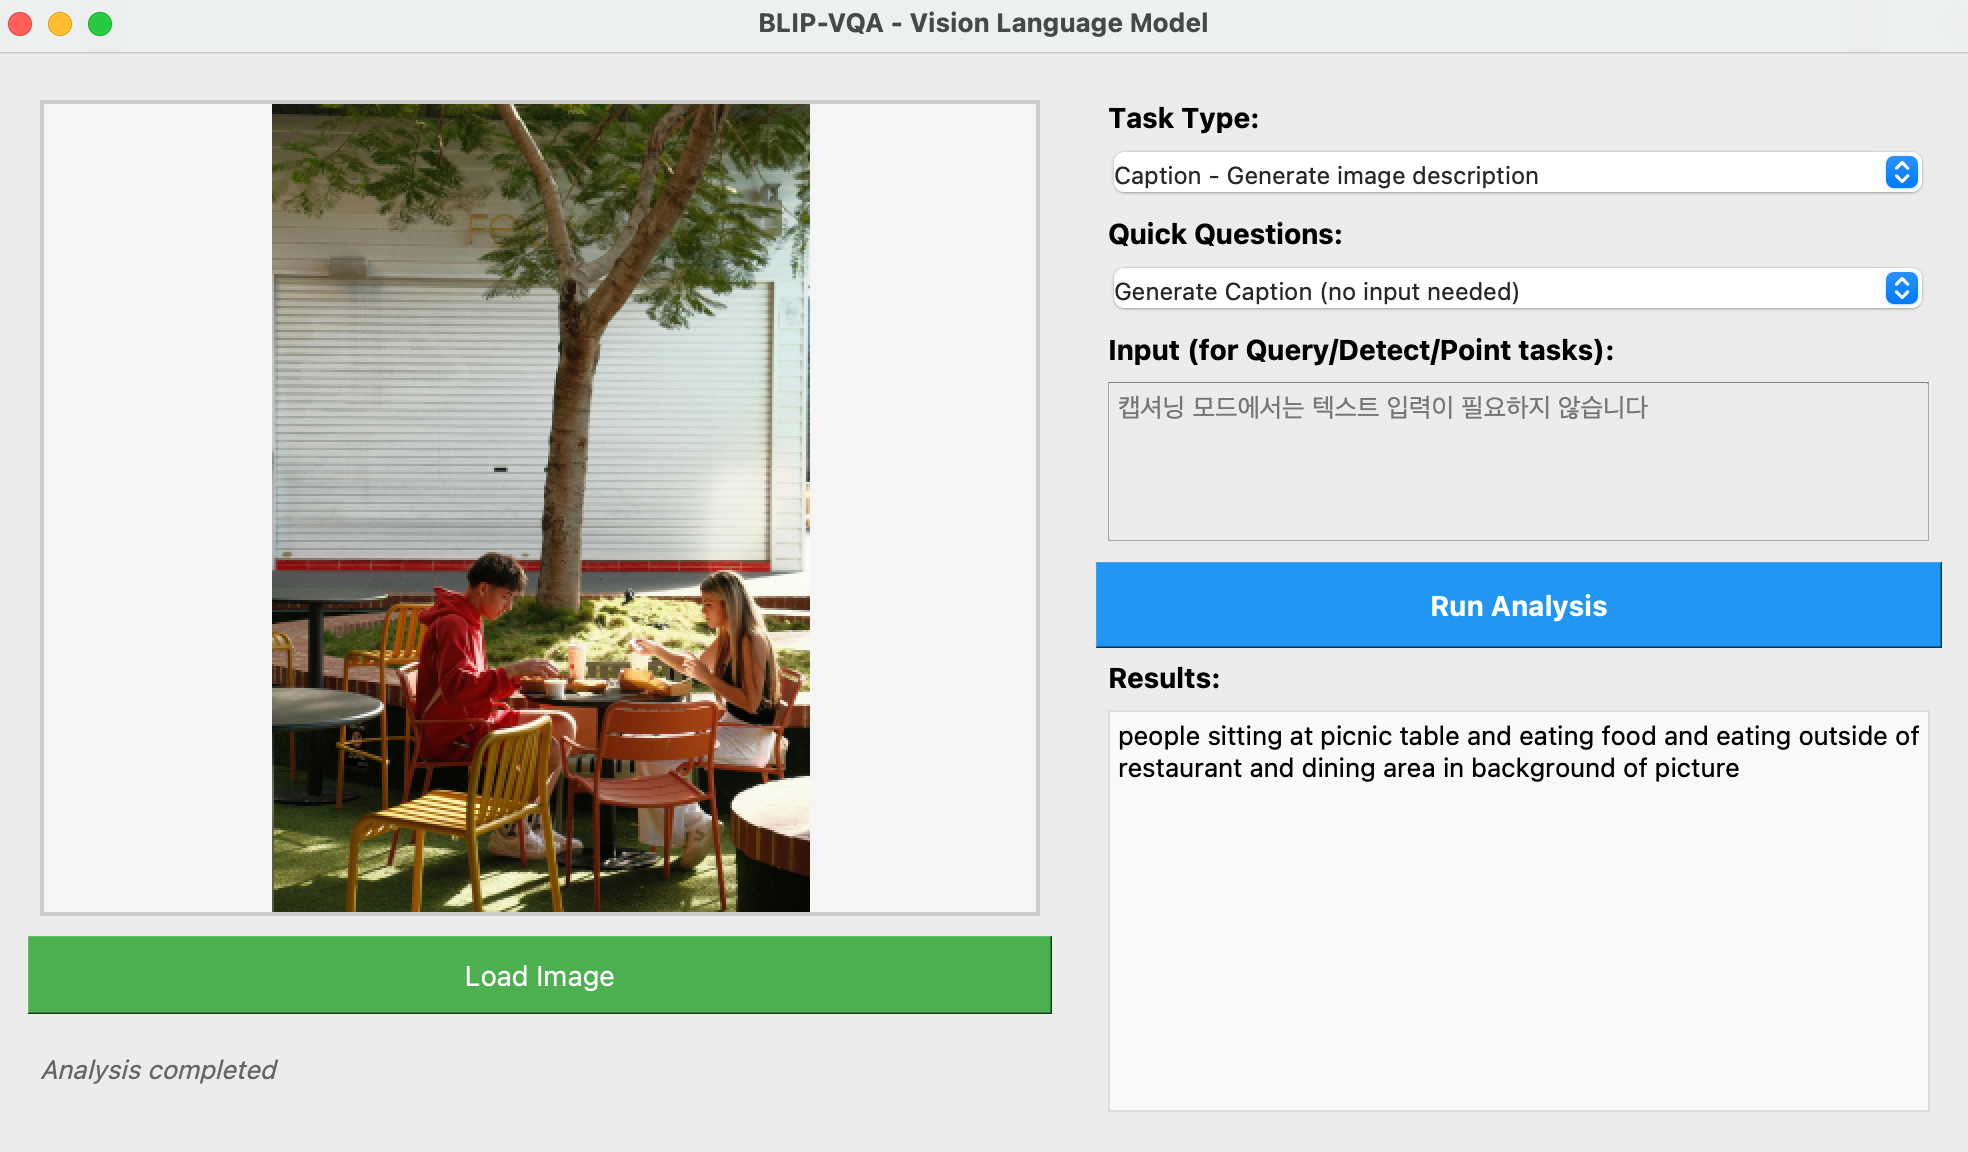 BLIP-VQA - Vision Language Model
Task Type:
Caption - Generate image description
Quick Questions:
Generate Caption (no input needed)
Input (for Query/Detect/Point tasks):
캡셔닝 모드에서는 텍스트 입력이 필요하지 않습니다
Run Analysis
Results:
people sitting at picnic table and eating food and eating outside of
restaurant and dining area in background of picture
Load Image
Analysis completed